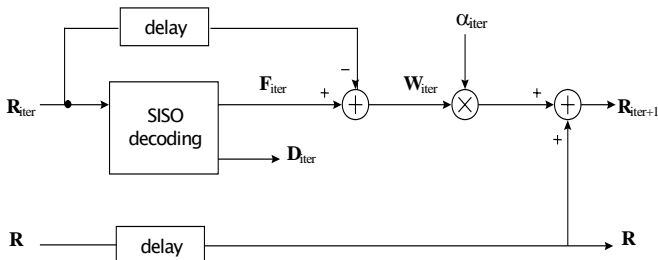 delay
α_iter
−
F_iter
W_iter
+
+
+
R_iter
SISO
decoding
×
+
R_iter+1
D_iter
+
R
delay
R